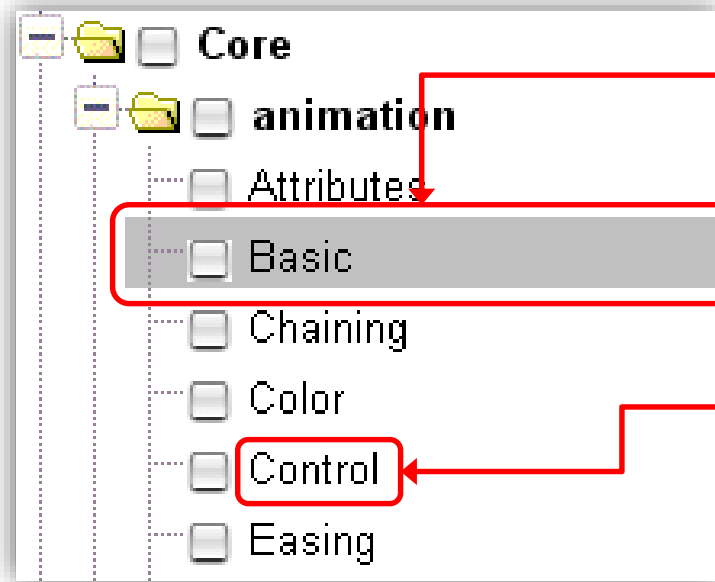 Core
animation
Attributes
Basic
Chaining
Color
Control
Easing